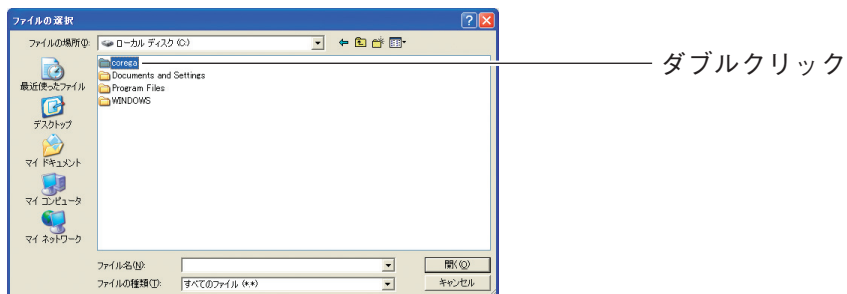 ファイルの選択
ファイルの場所(I):
ローカル ディスク (C:)
corega
Documents and Settings
Program Files
WINDOWS
最近使ったファイル
デスクトップ
マイ ドキュメント
マイ コンピュータ
マイ ネットワーク
ファイル名(N):
開く(O)
ファイルの種類(T):
すべてのファイル (*.*)
キャンセル
ダブルクリック